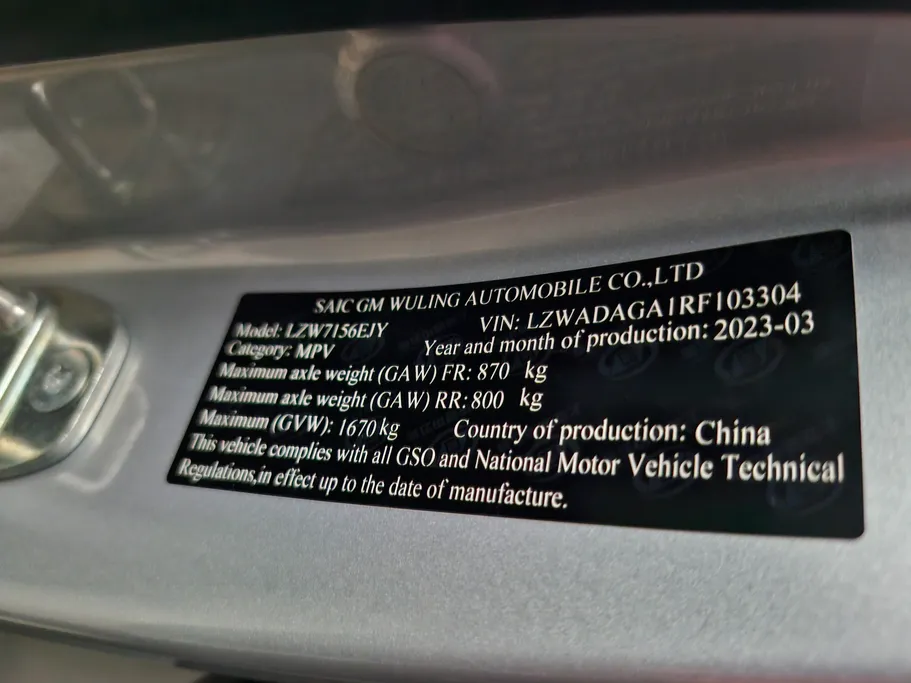 SAIC GM WULING AUTOMOBILE CO.,LTD
Model: LZW7156EJY VIN: LZWADAGA1RF103304
Category: MPV Year and month of production: 2023-03
Maximum axle weight (GAW) FR: 870 kg
Maximum axle weight (GAW) RR: 800 kg
Maximum (GVW): 1670 kg Country of production: China
This vehicle complies with all GSO and National Motor Vehicle Technical
Regulations,in effect up to the date of manufacture.